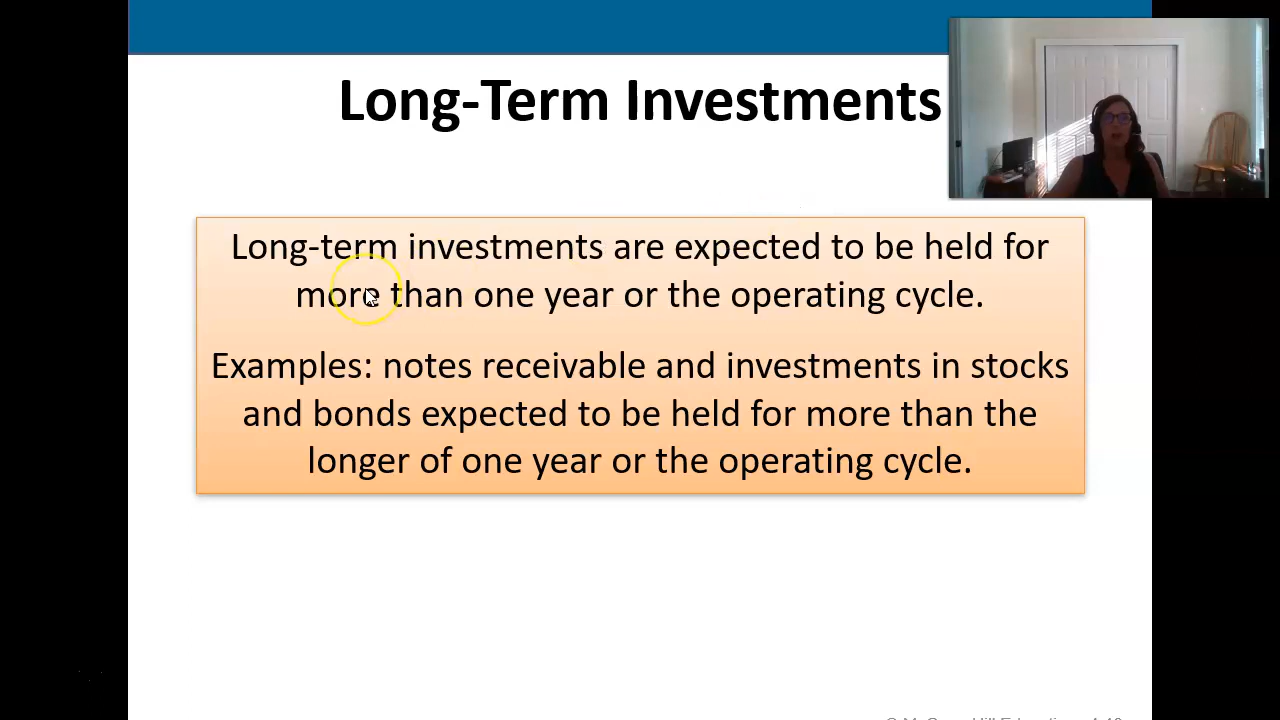 Long-Term Investments
Long-term investments are expected to be held for
more than one year or the operating cycle.
Examples: notes receivable and investments in stocks
and bonds expected to be held for more than the
longer of one year or the operating cycle.